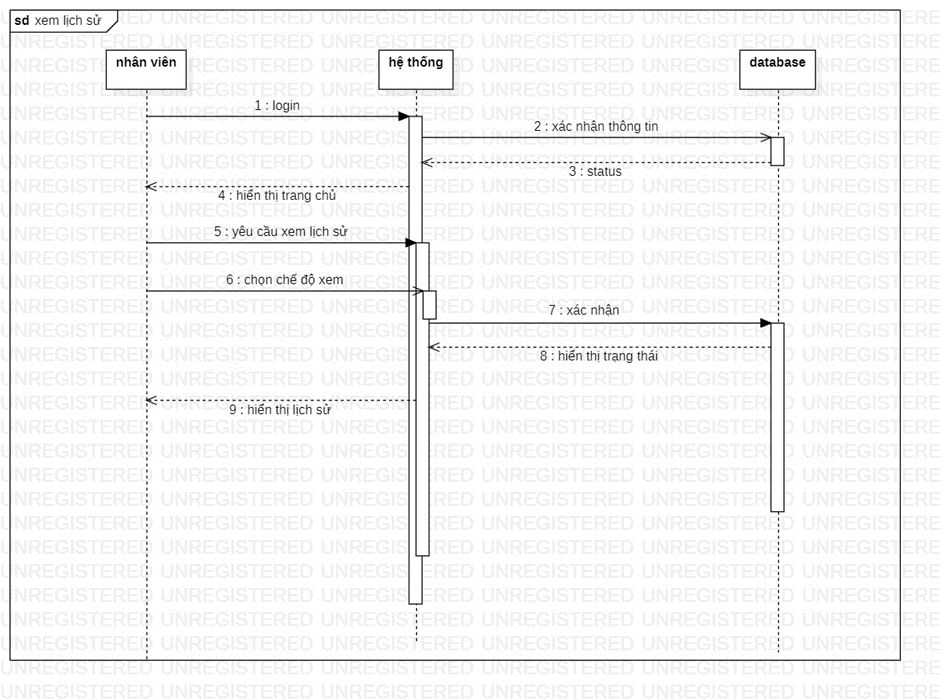 sd xem lịch sử
nhân viên
hệ thống
database
1 : login
2 : xác nhận thông tin
3 : status
4 : hiển thị trang chủ
5 : yêu cầu xem lịch sử
6 : chọn chế độ xem
7 : xác nhận
8 : hiển thị trạng thái
9 : hiển thị lịch sử
UNREGISTERED